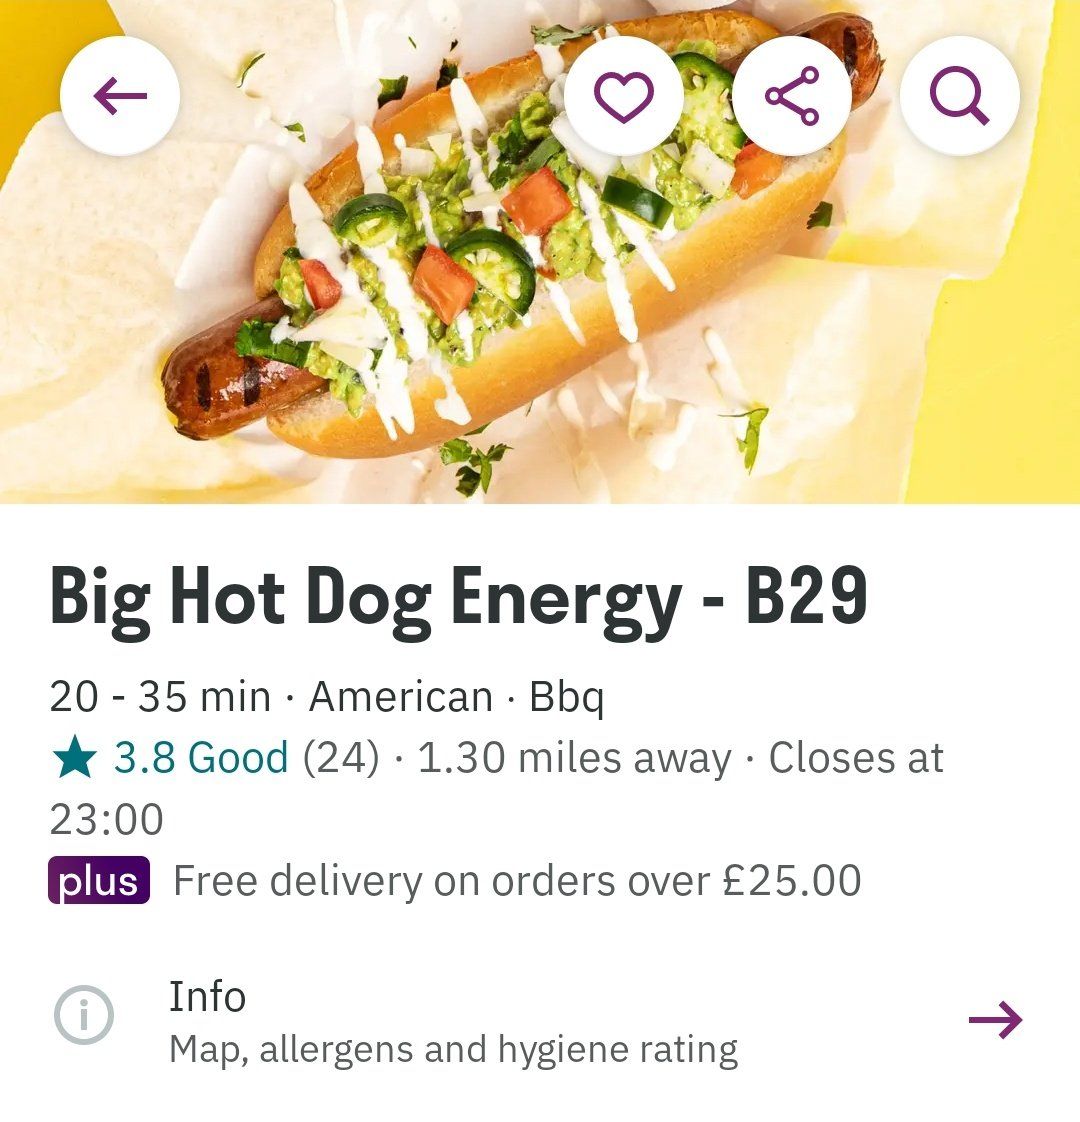 Big Hot Dog Energy - B29
20 - 35 min · American · Bbq
3.8 Good (24) · 1.30 miles away · Closes at
23:00
plus Free delivery on orders over £25.00
Info
Map, allergens and hygiene rating